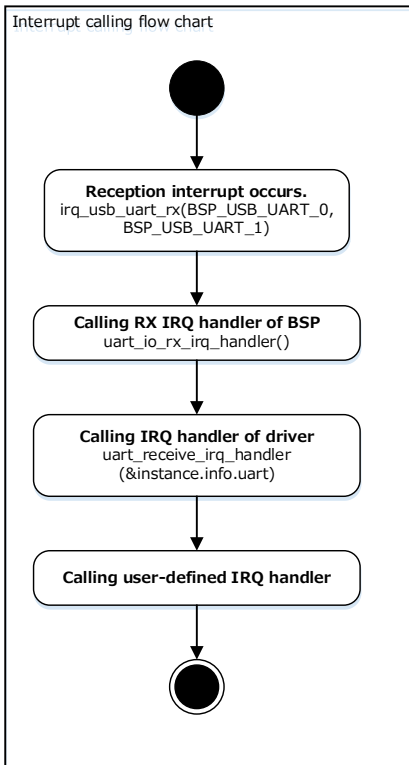 Interrupt calling flow chart
Reception interrupt occurs.
irq_usb_uart_rx(BSP_USB_UART_0,
BSP_USB_UART_1)
Calling RX IRQ handler of BSP
uart_io_rx_irq_handler()
Calling IRQ handler of driver
uart_receive_irq_handler
(&instance.info.uart)
Calling user-defined IRQ handler